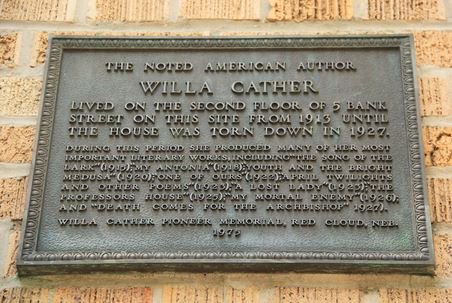 THE NOTED AMERICAN AUTHOR
WILLA CATHER
LIVED ON THE SECOND FLOOR OF 5 BANK
STREET ON THIS SITE FROM 1913 UNTIL
THE HOUSE WAS TORN DOWN IN 1927.
DURING THIS PERIOD SHE PRODUCED MANY OF HER MOST
IMPORTANT LITERARY WORKS, INCLUDING "THE SONG OF THE
LARK" (1915); "MY ANTONIA" (1918); "YOUTH AND THE BRIGHT
MEDUSA" (1920); "ONE OF OURS" (1922); "APRIL TWILIGHTS
AND OTHER POEMS" (1923); "A LOST LADY" (1923); "THE
PROFESSORS HOUSE" (1925); "MY MORTAL ENEMY" (1926);
AND "DEATH COMES FOR THE ARCHBISHOP" (1927).
WILLA CATHER PIONEER MEMORIAL, RED CLOUD, NEB.